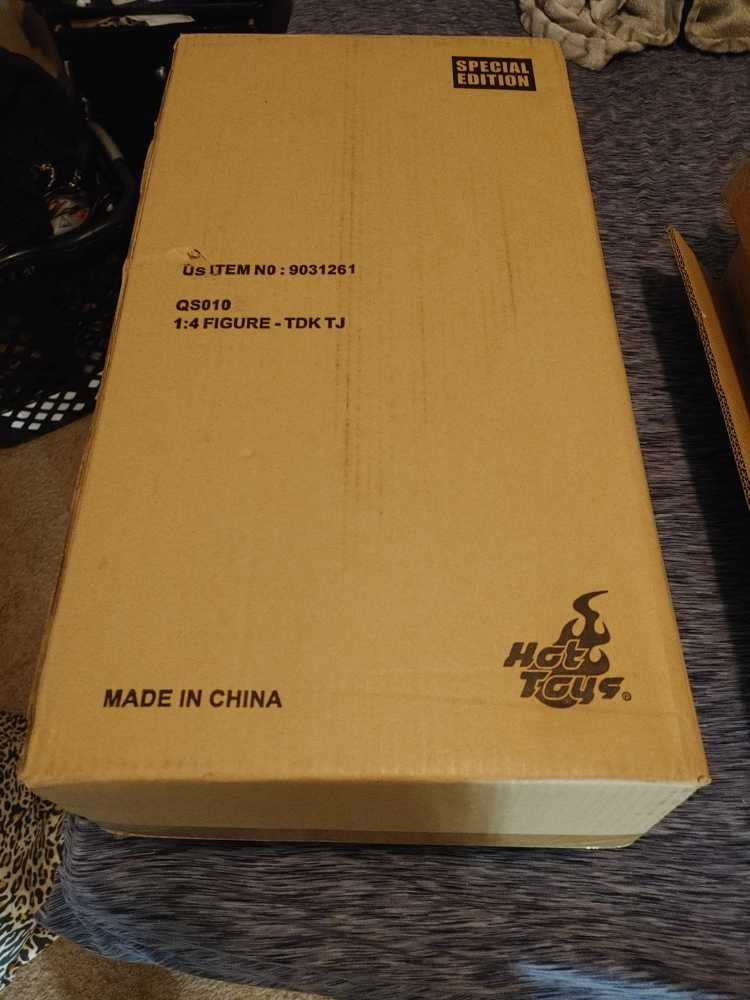 SPECIAL
EDITION
Us ITEM N0 : 9031261
QS010
1:4 FIGURE - TDK TJ
MADE IN CHINA
Hot
Toys®